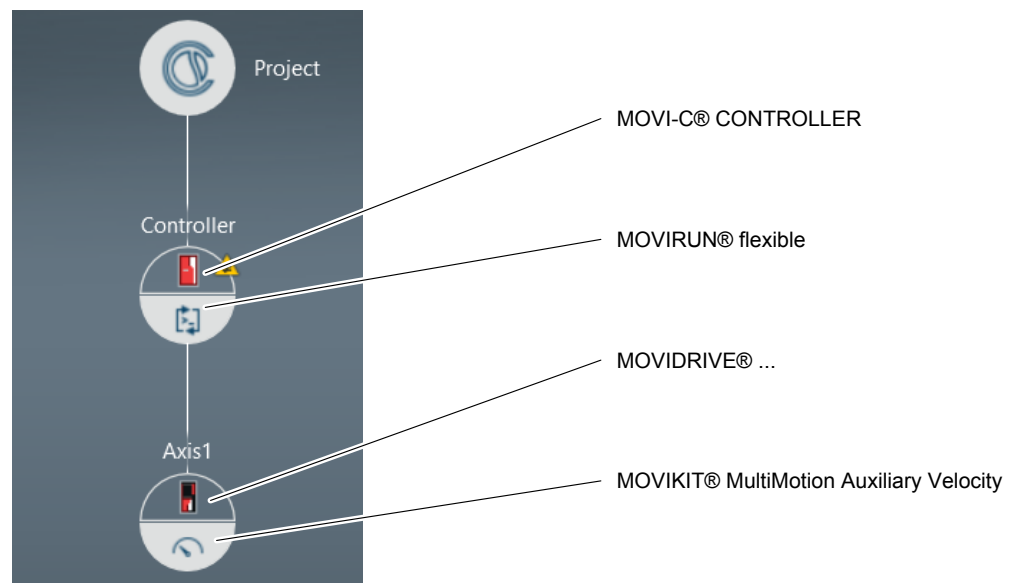 Project
MOVI-C® CONTROLLER
Controller
MOVIRUN® flexible
MOVIDRIVE® ...
Axis1
MOVIKIT® MultiMotion Auxiliary Velocity